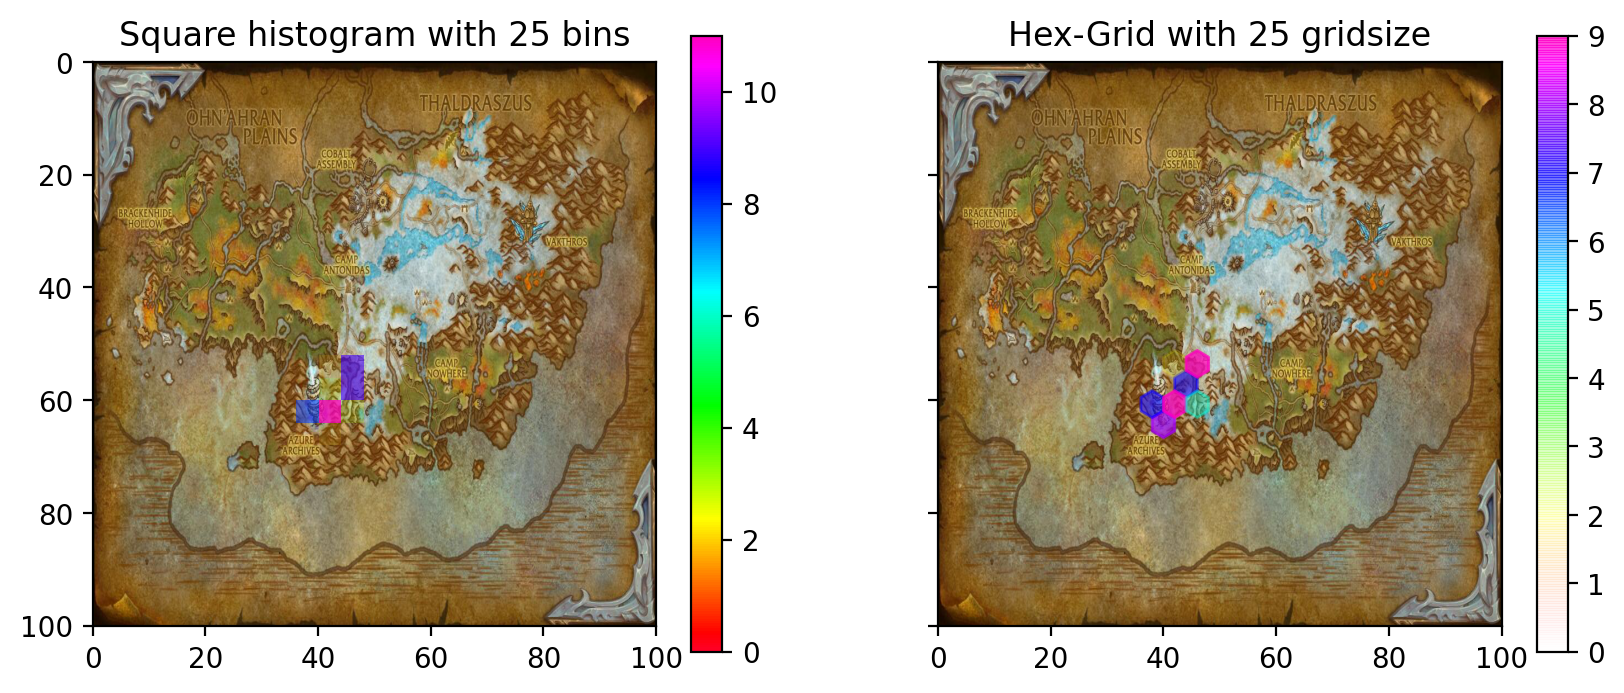 Square histogram with 25 bins
THALDRASZUS
OHN'AHRAN
PLAINS
COBALT
ASSEMBLY
BRACKENHIDE
HOLLOW
VAKTHROS
CAMP
ANTONIDAS
CAMP
NOWHERE
AZURE
ARCHIVES
0
20
40
60
80
100
0 20 40 60 80 100
10
8
6
4
2
0
Hex-Grid with 25 gridsize
THALDRASZUS
OHN'AHRAN
PLAINS
COBALT
ASSEMBLY
BRACKENHIDE
HOLLOW
VAKTHROS
CAMP
ANTONIDAS
CAMP
NOWHERE
AZURE
ARCHIVES
0 20 40 60 80 100
9
8
7
6
5
4
3
2
1
0